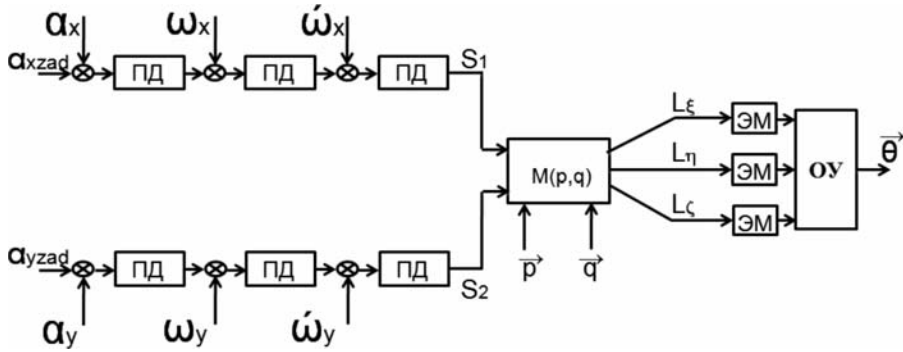 αx ωx ώx
αxzad ПД ПД ПД S1
Lξ ЭМ
M(p,q) Lη ЭМ ОУ θ⃗
Lζ ЭМ
p⃗ q⃗
αyzad ПД ПД ПД S2
αy ωy ώy